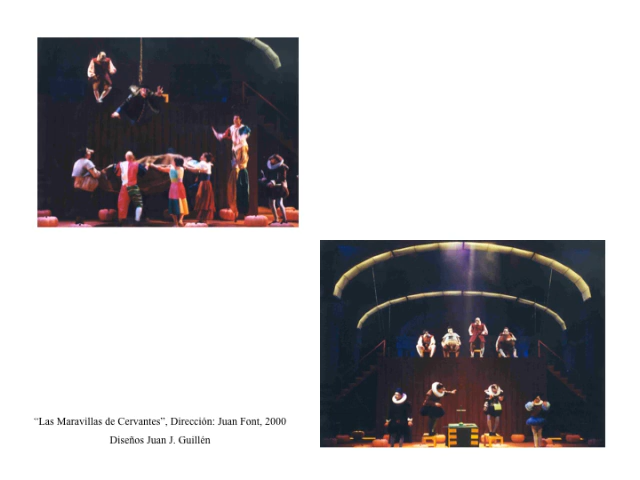 “Las Maravillas de Cervantes”, Dirección: Juan Font, 2000
Diseños Juan J. Guillén